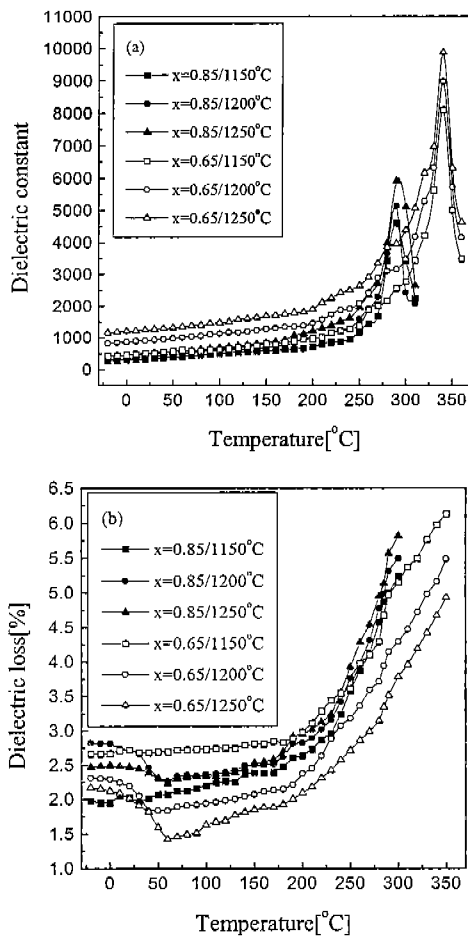 11000
10000
9000
8000
7000
6000
5000
4000
3000
2000
1000
0
Dielectric constant
(a)
x=0.85/1150°C
x=0.85/1200°C
x=0.85/1250°C
x=0.65/1150°C
x=0.65/1200°C
x=0.65/1250°C
0 50 100 150 200 250 300 350
Temperature[°C]
6.5
6.0
5.5
5.0
4.5
4.0
3.5
3.0
2.5
2.0
1.5
1.0
Dielectric loss[%]
(b)
x=0.85/1150°C
x=0.85/1200°C
x=0.85/1250°C
x=0.65/1150°C
x=0.65/1200°C
x=0.65/1250°C
0 50 100 150 200 250 300 350
Temperature[°C]